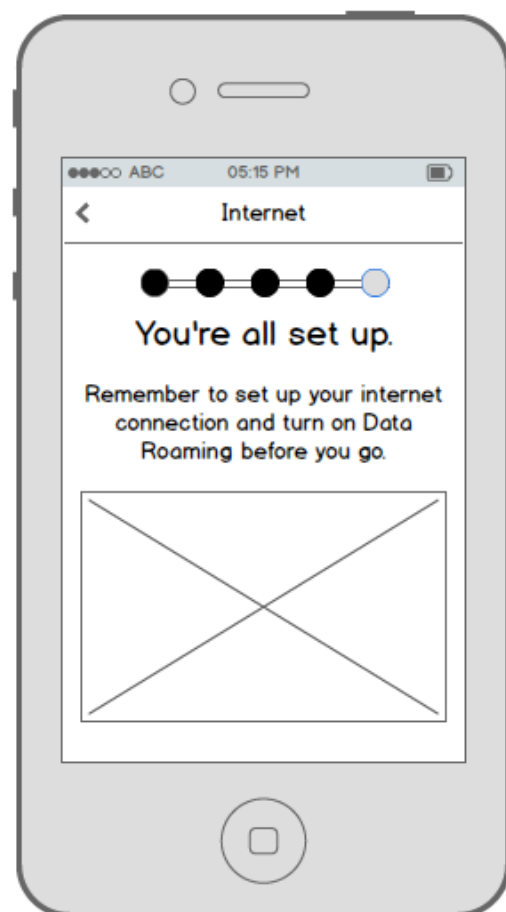 ABC 05:15 PM
Internet
You're all set up.
Remember to set up your internet
connection and turn on Data
Roaming before you go.